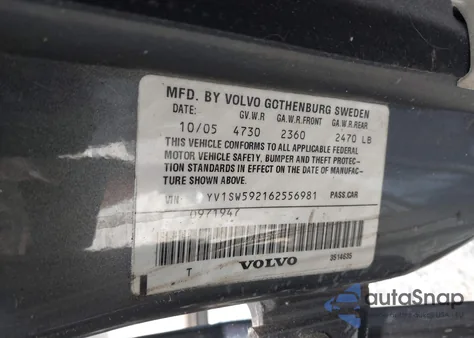 MFD. BY VOLVO GOTHENBURG SWEDEN
DATE: GV.W.R GA.W.R.FRONT GA.W.R.REAR
10/05 4730 2360 2470 LB
THIS VEHICLE CONFORMS TO ALL APPLICABLE FEDERAL
MOTOR VEHICLE SAFETY, BUMPER AND THEFT PROTEC-
TION STANDARDS IN EFFECT ON THE DATE OF MANUFAC-
TURE SHOWN ABOVE.
VIN YV1SW592162556981 PASS.CAR
0971947
T VOLVO 3514635
autoSnap